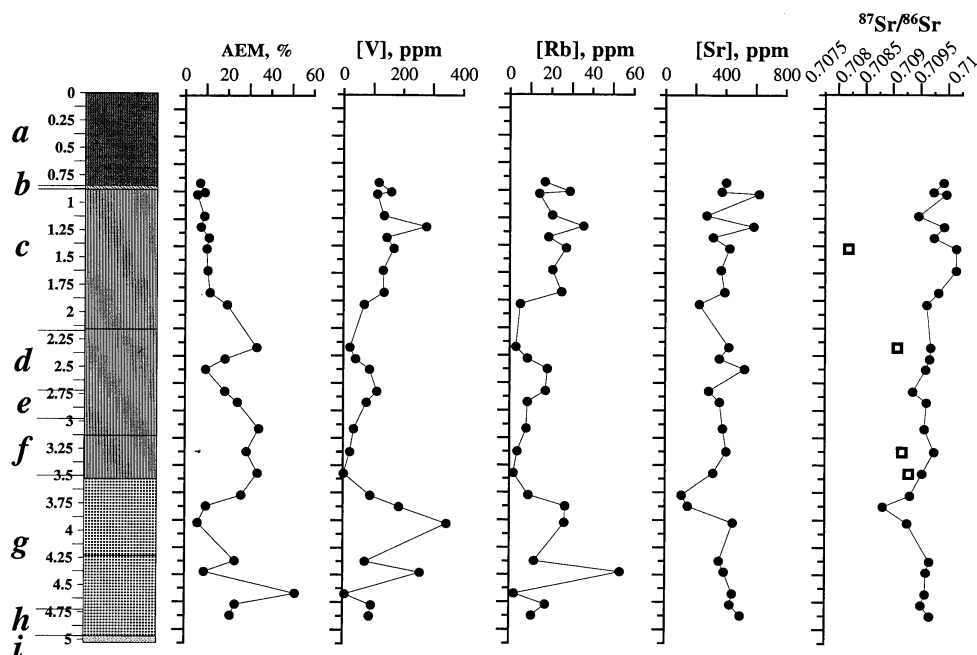 ⁸⁷Sr/⁸⁶Sr
AEM, % [V], ppm [Rb], ppm [Sr], ppm
0.7075 0.708 0.7085 0.709 0.7095 0.71
0 20 40 60 0 200 400 0 20 40 60 0 400 800
0
0.25
a
0.5
0.75
b
1
1.25
c
1.5
1.75
2
2.25
d
2.5
2.75
e
3
f
3.25
3.5
3.75
g
4
4.25
4.5
h
4.75
5
i